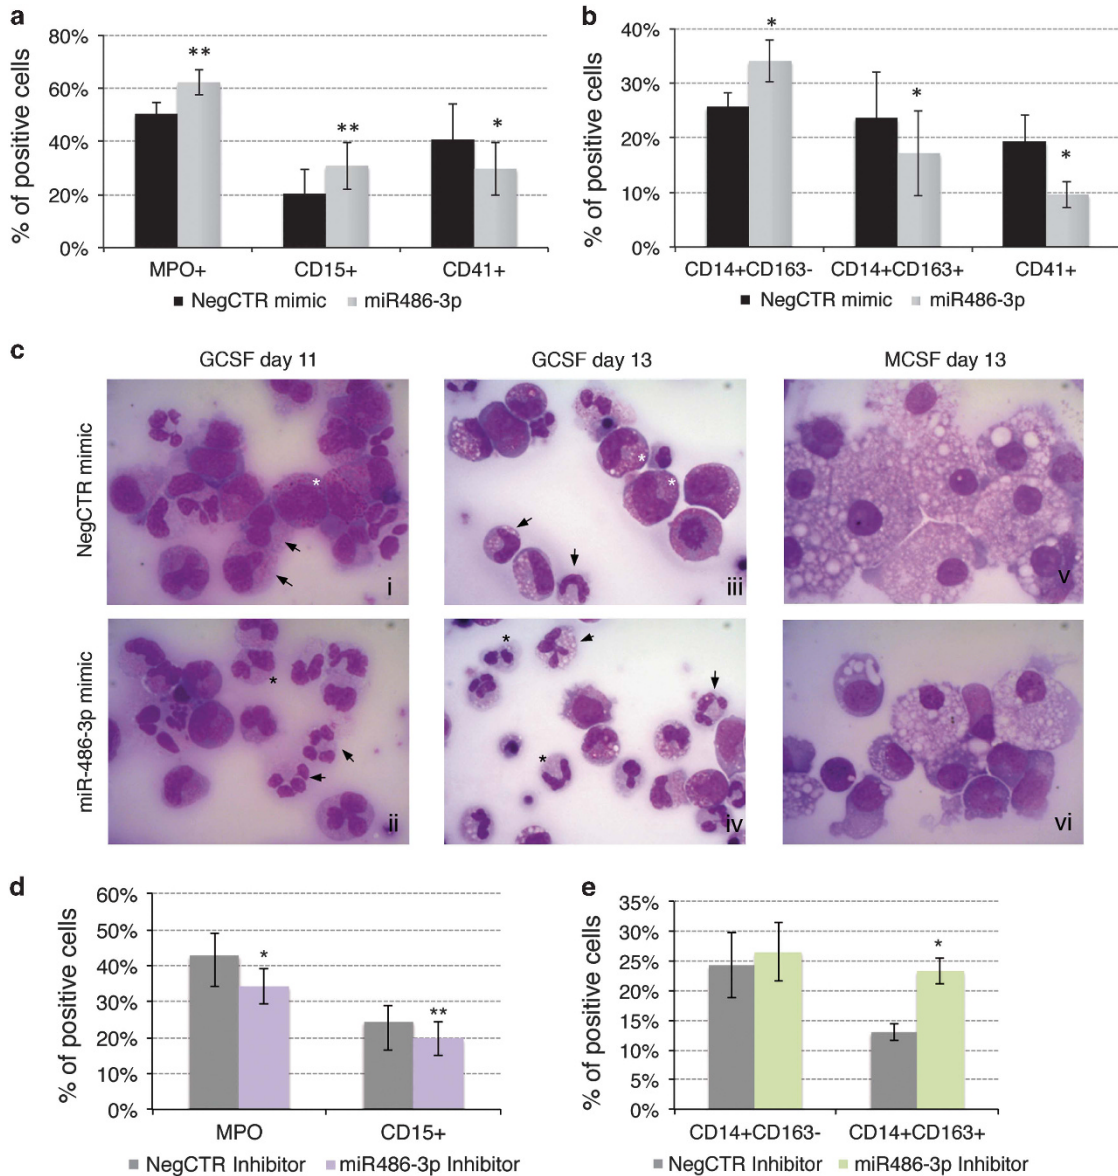 a
% of positive cells
80%
60%
40%
20%
0%
** ** *
MPO+ CD15+ CD41+
NegCTR mimic miR486-3p
b
% of positive cells
40%
30%
20%
10%
0%
* * *
CD14+CD163- CD14+CD163+ CD41+
NegCTR mimic miR486-3p
c
GCSF day 11 GCSF day 13 MCSF day 13
NegCTR mimic
* * *
i iii v
miR-486-3p mimic
* * *
ii iv vi
d
% of positive cells
60%
50%
40%
30%
20%
10%
0%
* **
MPO CD15+
NegCTR Inhibitor miR486-3p Inhibitor
e
% of positive cells
35%
30%
25%
20%
15%
10%
5%
0%
*
CD14+CD163- CD14+CD163+
NegCTR Inhibitor miR486-3p Inhibitor